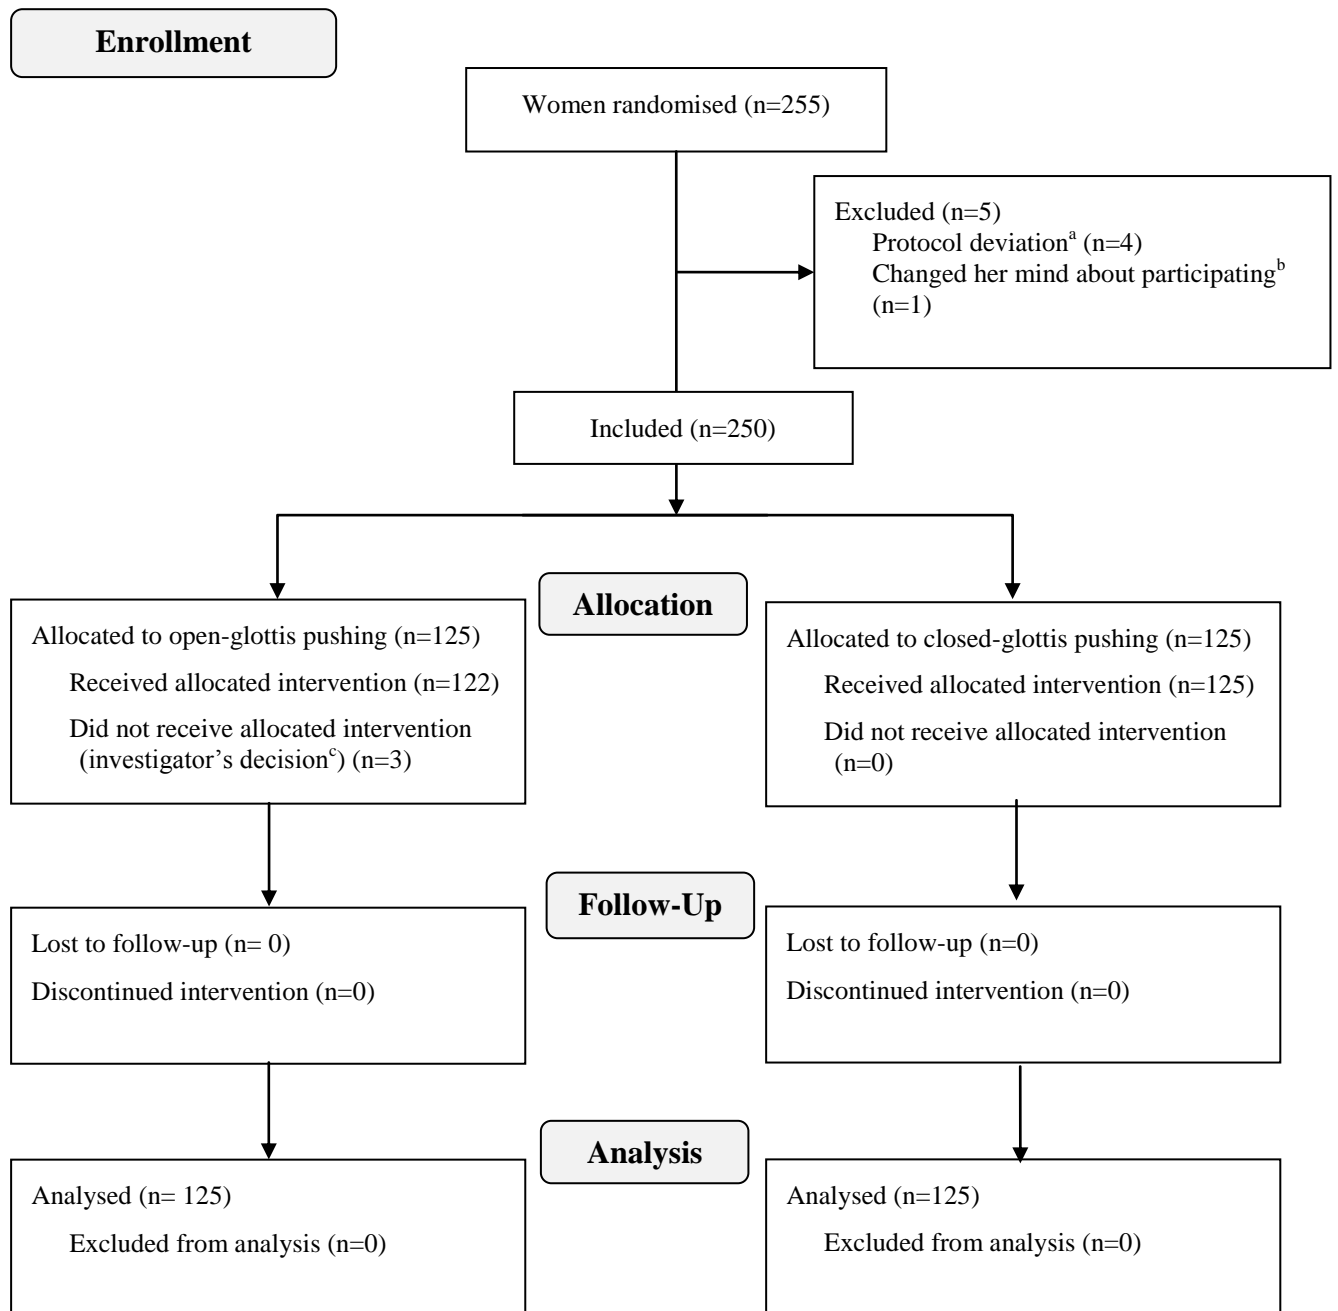 Enrollment
Women randomised (n=255)
Excluded (n=5)
Protocol deviationa (n=4)
Changed her mind about participatingb
(n=1)
Included (n=250)
Allocation
Allocated to open-glottis pushing (n=125)
Received allocated intervention (n=122)
Did not receive allocated intervention
(investigator’s decisionc) (n=3)
Allocated to closed-glottis pushing (n=125)
Received allocated intervention (n=125)
Did not receive allocated intervention
(n=0)
Follow-Up
Lost to follow-up (n= 0)
Discontinued intervention (n=0)
Lost to follow-up (n=0)
Discontinued intervention (n=0)
Analysis
Analysed (n= 125)
Excluded from analysis (n=0)
Analysed (n=125)
Excluded from analysis (n=0)